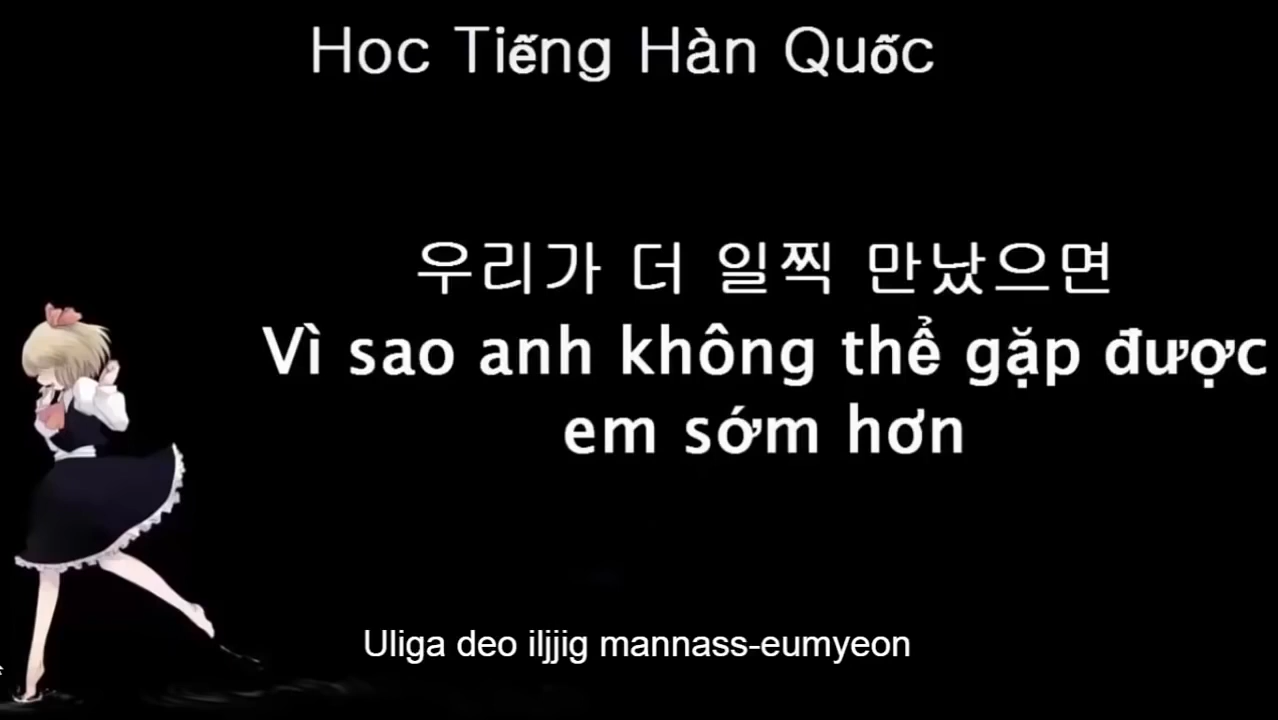 Hoc Tiếng Hàn Quốc
우리가 더 일찍 만났으면
Vì sao anh không thể gặp được
em sớm hơn
Uliga deo iljjig mannass-eumyeon